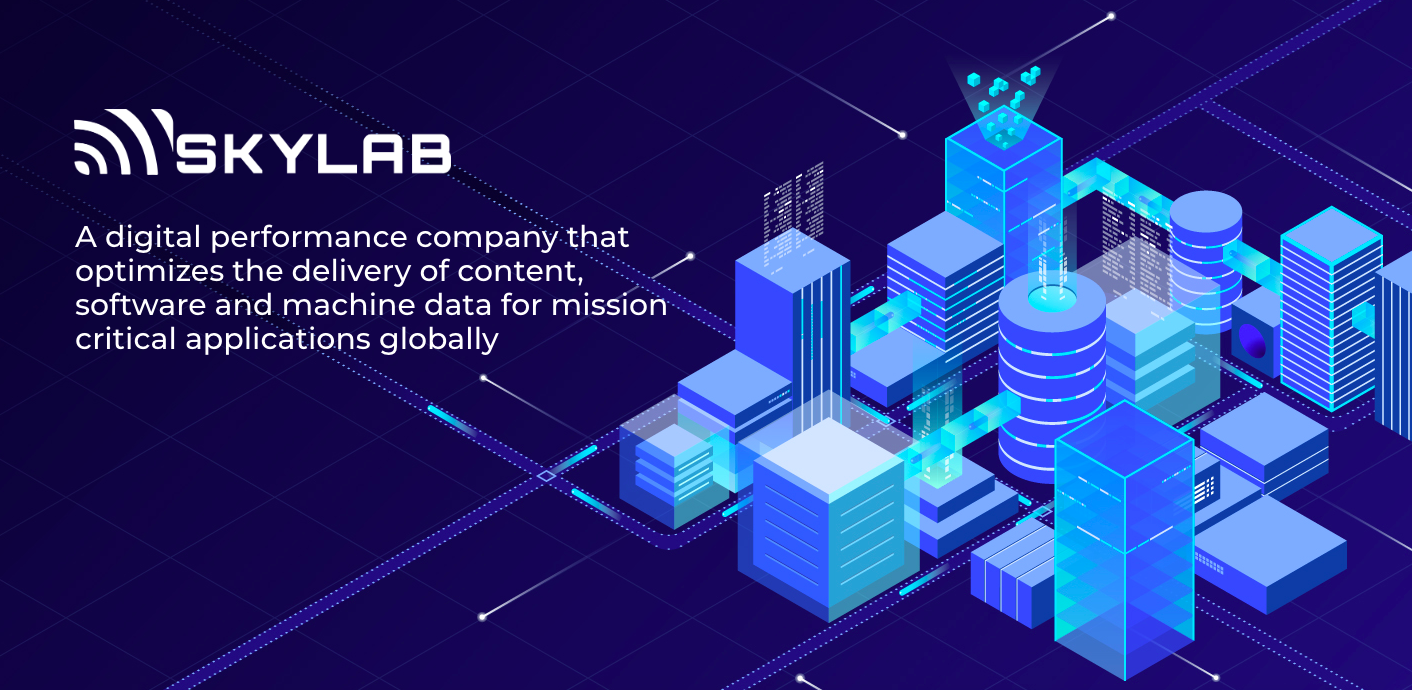 SKYLAB
A digital performance company that
optimizes the delivery of content,
software and machine data for mission
critical applications globally